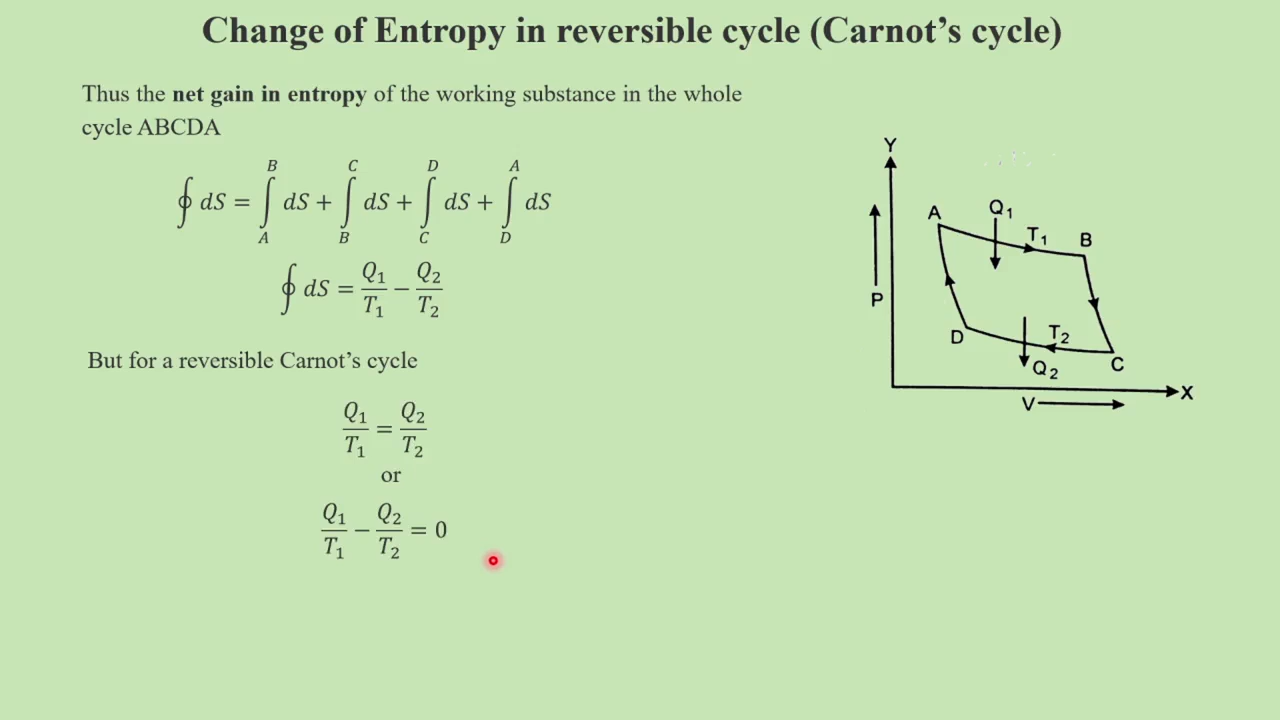 Change of Entropy in reversible cycle (Carnot’s cycle)
Thus the net gain in entropy of the working substance in the whole
cycle ABCDA
∮ dS = ∫_A^B dS + ∫_B^C dS + ∫_C^D dS + ∫_D^A dS
∮ dS = Q₁/T₁ − Q₂/T₂
But for a reversible Carnot’s cycle
Q₁/T₁ = Q₂/T₂
or
Q₁/T₁ − Q₂/T₂ = 0
Y
A
Q₁
T₁
B
P
D
T₂
Q₂
C
X
V